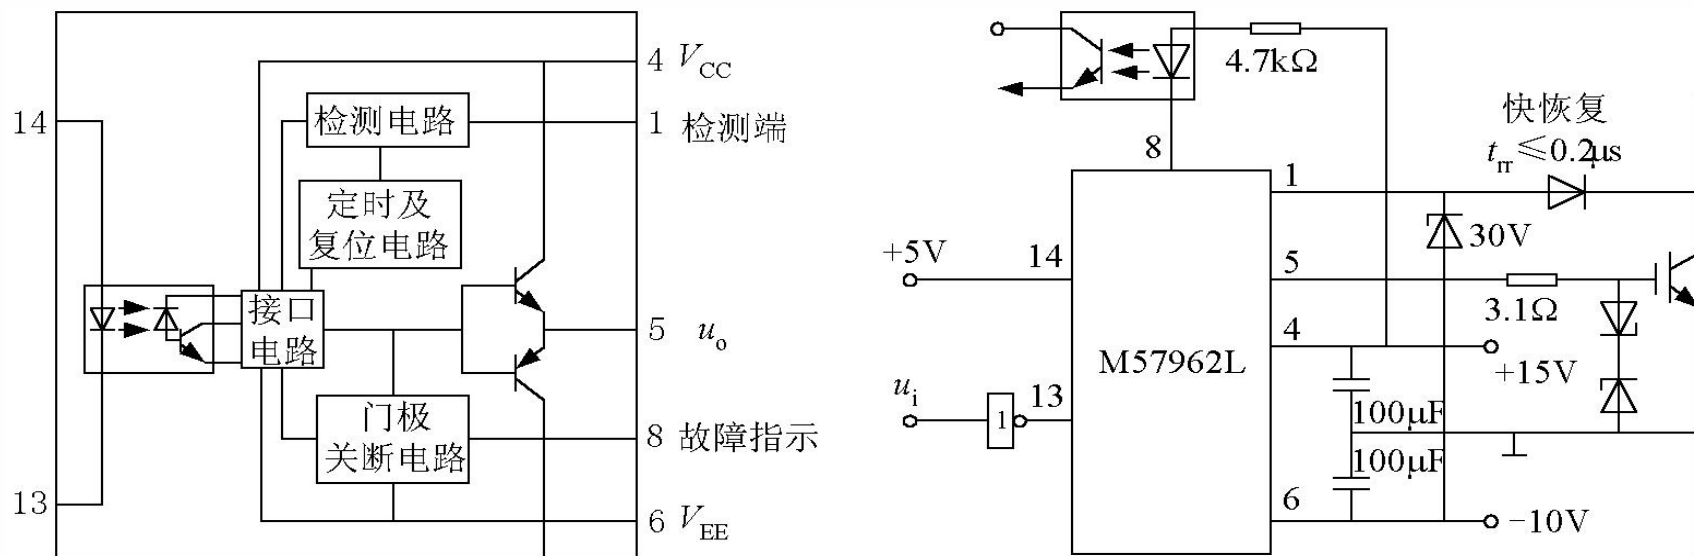 14
13
4 V_CC
检测电路
1 检测端
定时及
复位电路
接口
电路
5 u_o
门极
关断电路
8 故障指示
6 V_EE
4.7kΩ
8
快恢复
t_rr≤0.2μs
1
30V
+5V
14
5
3.1Ω
4
M57962L
+15V
u_i
1
13
100μF
100μF
6
-10V